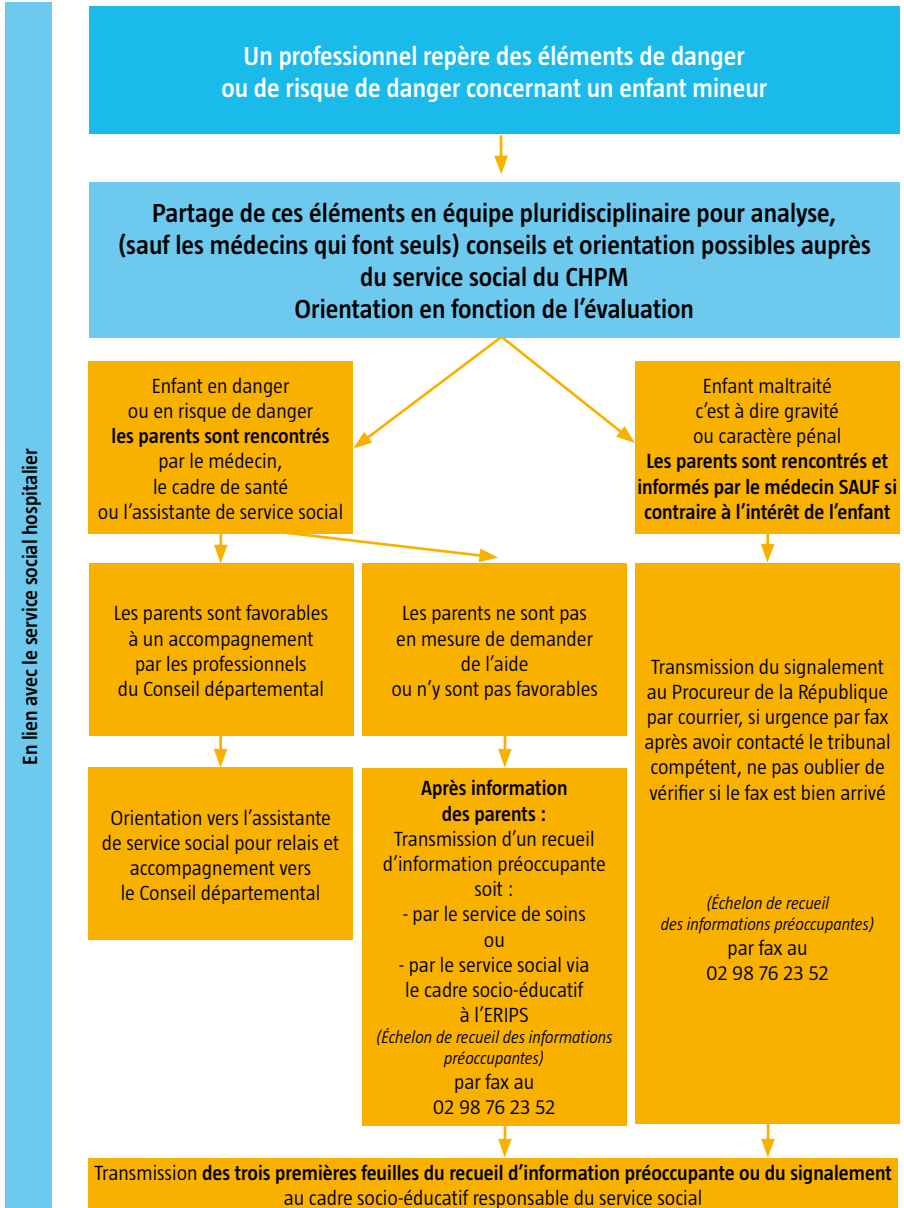 En lien avec le service social hospitalier
Un professionnel repère des éléments de danger
ou de risque de danger concernant un enfant mineur
Partage de ces éléments en équipe pluridisciplinaire pour analyse,
(sauf les médecins qui font seuls) conseils et orientation possibles auprès
du service social du CHPM
Orientation en fonction de l’évaluation
Enfant en danger
ou en risque de danger
les parents sont rencontrés
par le médecin,
le cadre de santé
ou l’assistante de service social
Enfant maltraité
c’est à dire gravité
ou caractère pénal
Les parents sont rencontrés et
informés par le médecin SAUF si
contraire à l’intérêt de l’enfant
Les parents sont favorables
à un accompagnement
par les professionnels
du Conseil départemental
Les parents ne sont pas
en mesure de demander
de l’aide
ou n’y sont pas favorables
Transmission du signalement
au Procureur de la République
par courrier, si urgence par fax
après avoir contacté le tribunal
compétent, ne pas oublier de
vérifier si le fax est bien arrivé
(Échelon de recueil
des informations préoccupantes)
par fax au
02 98 76 23 52
Orientation vers l’assistante
de service social pour relais et
accompagnement vers
le Conseil départemental
Après information
des parents :
Transmission d’un recueil
d’information préoccupante
soit :
- par le service de soins
ou
- par le service social via
le cadre socio-éducatif
à l’ERIPS
(Échelon de recueil des informations
préoccupantes)
par fax au
02 98 76 23 52
Transmission des trois premières feuilles du recueil d’information préoccupante ou du signalement
au cadre socio-éducatif responsable du service social